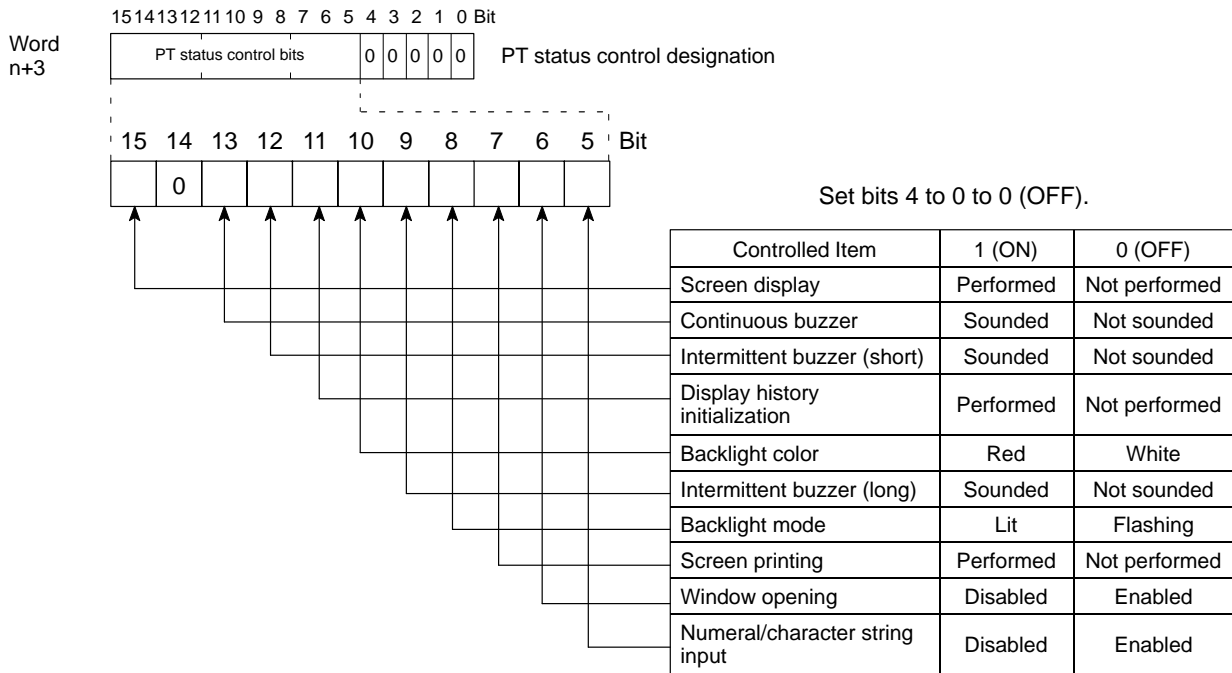 15 14 13 12 11 10 9 8 7 6 5 4 3 2 1 0 Bit
Word
n+3
PT status control bits 0 0 0 0 0 PT status control designation
15 14 13 12 11 10 9 8 7 6 5 Bit
0
Set bits 4 to 0 to 0 (OFF).
Controlled Item 1 (ON) 0 (OFF)
Screen display Performed Not performed
Continuous buzzer Sounded Not sounded
Intermittent buzzer (short) Sounded Not sounded
Display history
initialization Performed Not performed
Backlight color Red White
Intermittent buzzer (long) Sounded Not sounded
Backlight mode Lit Flashing
Screen printing Performed Not performed
Window opening Disabled Enabled
Numeral/character string
input Disabled Enabled